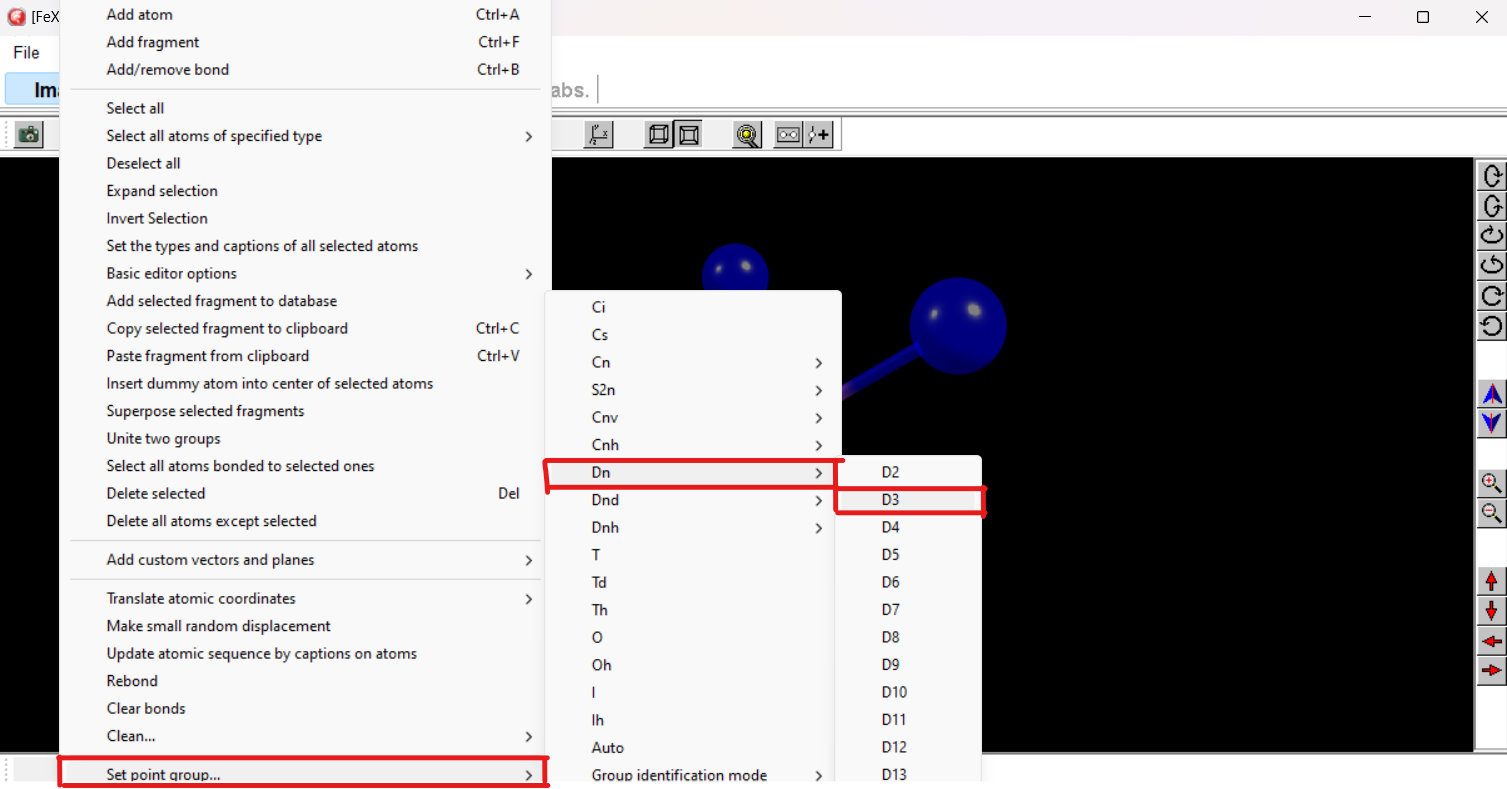 [FeX
File
Ima
abs.
Add atom Ctrl+A
Add fragment Ctrl+F
Add/remove bond Ctrl+B
Select all
Select all atoms of specified type
Deselect all
Expand selection
Invert Selection
Set the types and captions of all selected atoms
Basic editor options
Add selected fragment to database
Copy selected fragment to clipboard Ctrl+C
Paste fragment from clipboard Ctrl+V
Insert dummy atom into center of selected atoms
Superpose selected fragments
Unite two groups
Select all atoms bonded to selected ones
Delete selected Del
Delete all atoms except selected
Add custom vectors and planes
Translate atomic coordinates
Make small random displacement
Update atomic sequence by captions on atoms
Rebond
Clear bonds
Clean...
Set point group...
Ci
Cs
Cn
S2n
Cnv
Cnh
Dn
Dnd
Dnh
T
Td
Th
O
Oh
I
Ih
Auto
Group identification mode
D2
D3
D4
D5
D6
D7
D8
D9
D10
D11
D12
D13